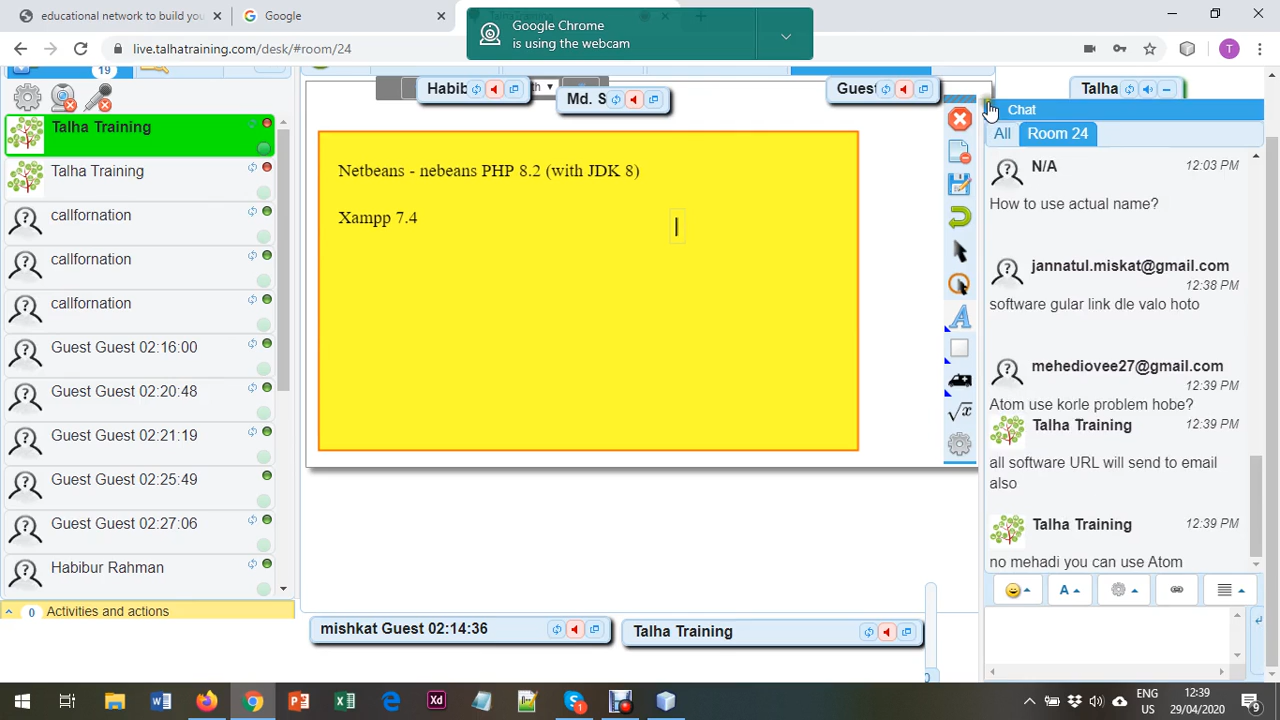 educational network to build you
Google
TalhaTraining
Google Chrome
is using the webcam
live.talhatraining.com/desk/#room/24
T
19
Talha Training
Talha Training
callfornation
callfornation
callfornation
Guest Guest 02:16:00
Guest Guest 02:20:48
Guest Guest 02:21:19
Guest Guest 02:25:49
Guest Guest 02:27:06
Habibur Rahman
0 Activities and actions
Habib
Md. S
Guest
Talha
Netbeans - nebeans PHP 8.2 (with JDK 8)
Xampp 7.4
mishkat Guest 02:14:36
Talha Training
Chat
All Room 24
N/A 12:03 PM
How to use actual name?
jannatul.miskat@gmail.com
12:38 PM
software gular link dle valo hoto
mehediovee27@gmail.com
12:39 PM
Atom use korle problem hobe?
Talha Training 12:39 PM
all software URL will send to email
also
Talha Training 12:39 PM
no mehadi you can use Atom
ENG
US
12:39
29/04/2020